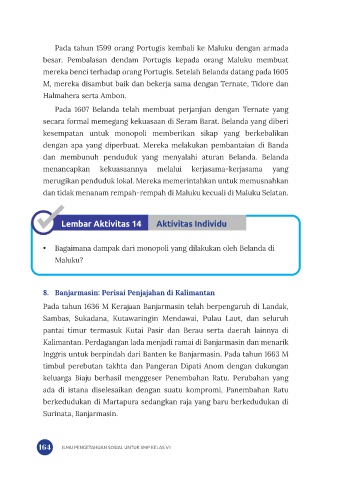 Pada tahun 1599 orang Portugis kembali ke Maluku dengan armada
besar. Pembalasan dendam Portugis kepada orang Maluku membuat
mereka benci terhadap orang Portugis. Setelah Belanda datang pada 1605
M, mereka disambut baik dan bekerja sama dengan Ternate, Tidore dan
Halmahera serta Ambon.
Pada 1607 Belanda telah membuat perjanjian dengan Ternate yang
secara formal memegang kekuasaan di Seram Barat. Belanda yang diberi
kesempatan untuk monopoli memberikan sikap yang berkebalikan
dengan apa yang diperbuat. Mereka melakukan pembantaian di Banda
dan membunuh penduduk yang menyalahi aturan Belanda. Belanda
menancapkan kekuasaannya melalui kerjasama-kerjasama yang
merugikan penduduk lokal. Mereka memerintahkan untuk memusnahkan
dan tidak menanam rempah-rempah di Maluku kecuali di Maluku Selatan.
Lembar Aktivitas 14 Aktivitas Individu
• Bagaimana dampak dari monopoli yang dilakukan oleh Belanda di
Maluku?
8. Banjarmasin: Perisai Penjajahan di Kalimantan
Pada tahun 1636 M Kerajaan Banjarmasin telah berpengaruh di Landak,
Sambas, Sukadana, Kutawaringin Mendawai, Pulau Laut, dan seluruh
pantai timur termasuk Kutai Pasir dan Berau serta daerah lainnya di
Kalimantan. Perdagangan lada menjadi ramai di Banjarmasin dan menarik
Inggris untuk berpindah dari Banten ke Banjarmasin. Pada tahun 1663 M
timbul perebutan takhta dan Pangeran Dipati Anom dengan dukungan
keluarga Biaju berhasil menggeser Penembahan Ratu. Perubahan yang
ada di istana diselesaikan dengan suatu kompromi, Panembahan Ratu
berkedudukan di Martapura sedangkan raja yang baru berkedudukan di
Surinata, Banjarmasin.
164 ILMU PENGETAHUAN SOSIAL UNTUK SMP KELAS VII